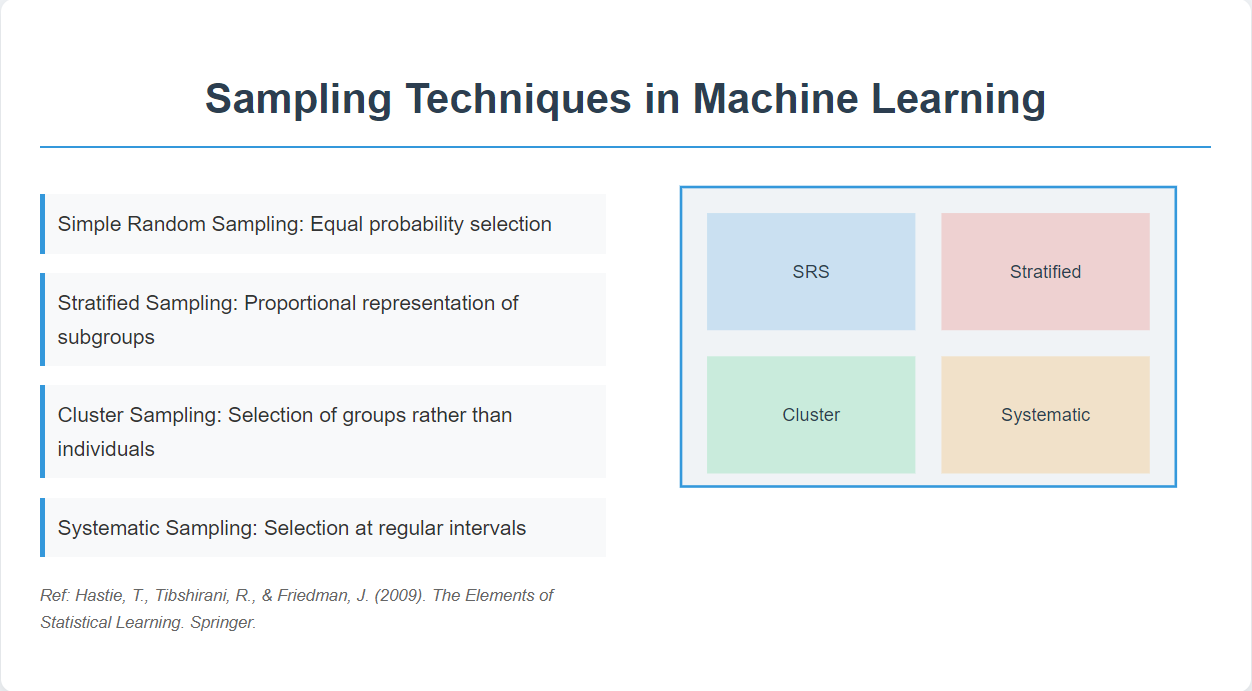 Sampling Techniques in Machine Learning
Simple Random Sampling: Equal probability selection
Stratified Sampling: Proportional representation of
subgroups
Cluster Sampling: Selection of groups rather than
individuals
Systematic Sampling: Selection at regular intervals
Ref: Hastie, T., Tibshirani, R., & Friedman, J. (2009). The Elements of
Statistical Learning. Springer.
SRS
Stratified
Cluster
Systematic